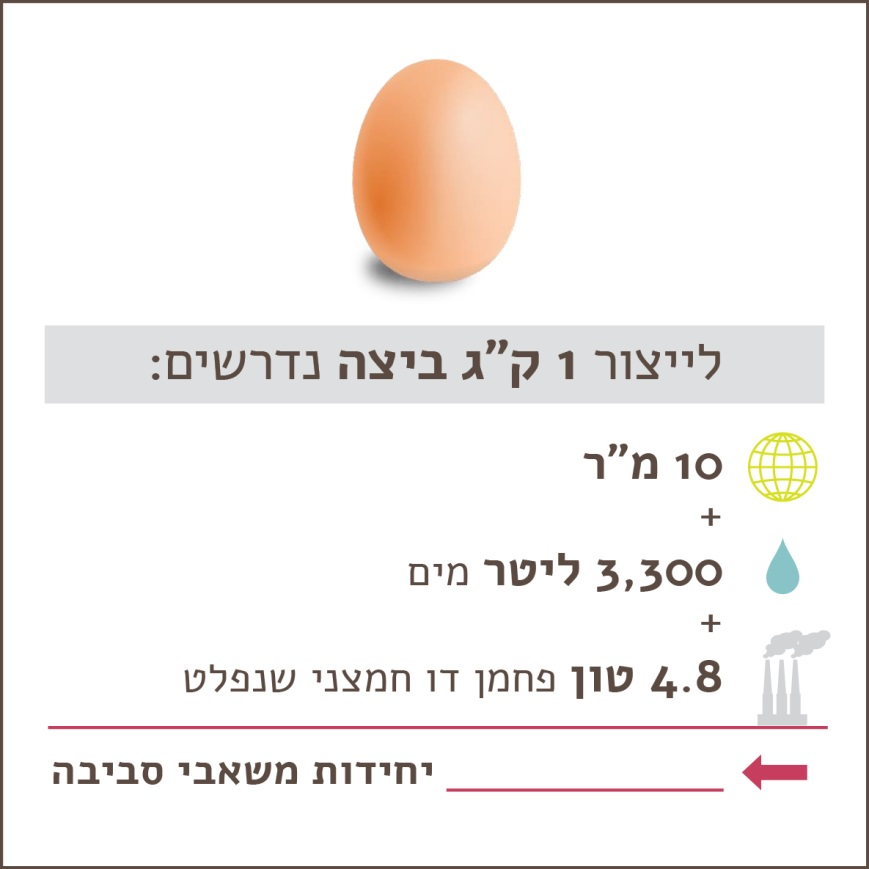 לייצור 1 ק"ג ביצה נדרשים:
10 מ"ר
+
3,300 ליטר מים
+
4.8 טון פחמן דו חמצני שנפלט
_______________ יחידות משאבי סביבה